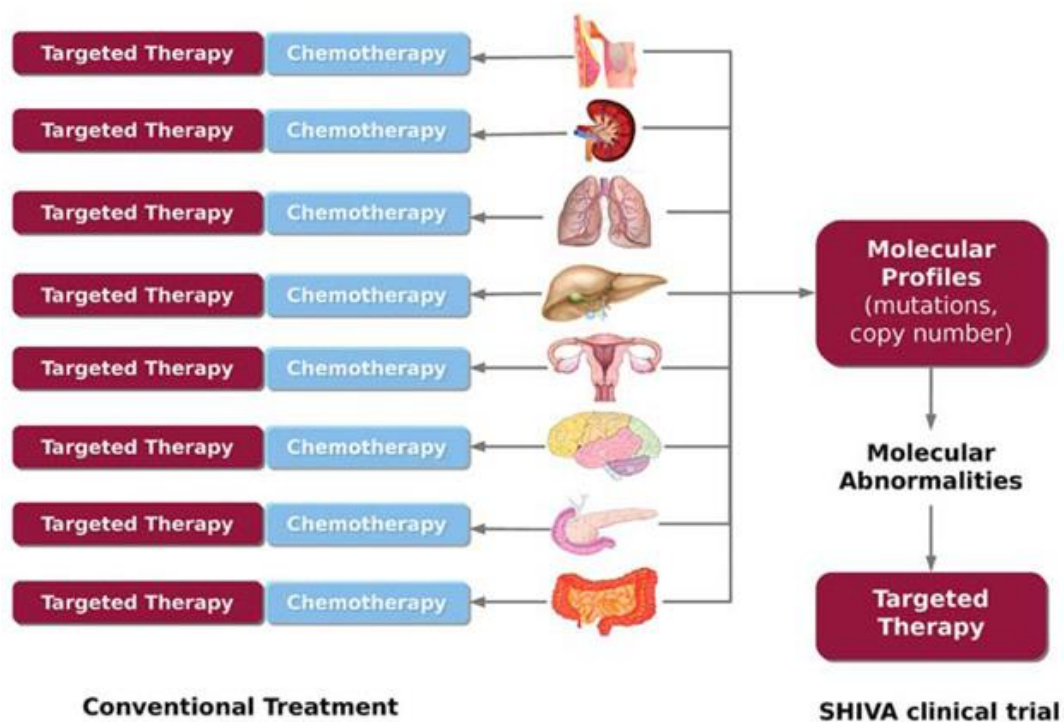 Targeted Therapy Chemotherapy
Targeted Therapy Chemotherapy
Targeted Therapy Chemotherapy
Targeted Therapy Chemotherapy
Targeted Therapy Chemotherapy
Targeted Therapy Chemotherapy
Targeted Therapy Chemotherapy
Targeted Therapy Chemotherapy
Conventional Treatment
Molecular
Profiles
(mutations,
copy number)
Molecular
Abnormalities
Targeted
Therapy
SHIVA clinical trial